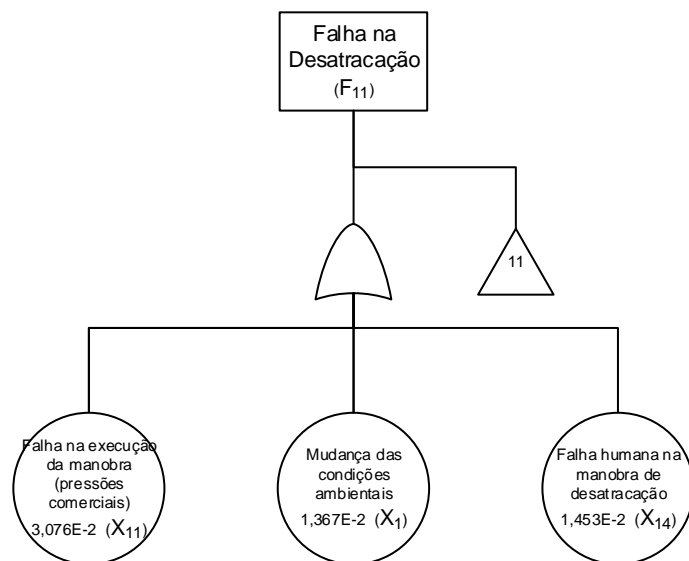 Falha na
Desatracação
(F11)
11
Falha na execução
da manobra
(pressões
comerciais)
3,076E-2 (X11)
Mudança das
condições
ambientais
1,367E-2 (X1)
Falha humana na
manobra de
desatracação
1,453E-2 (X14)